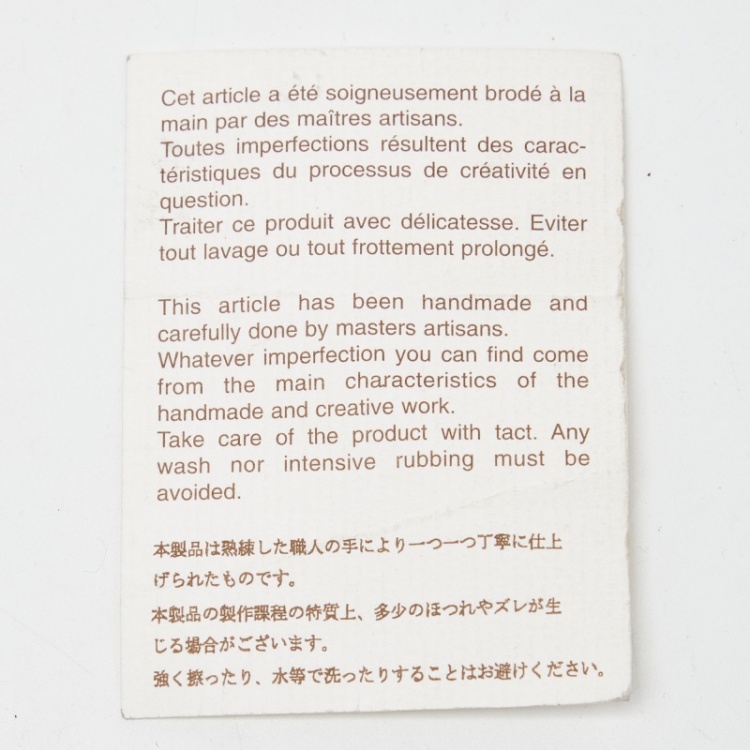 Cet article a été soigneusement brodé à la
main par des maîtres artisans.
Toutes imperfections résultent des carac-
téristiques du processus de créativité en
question.
Traiter ce produit avec délicatesse. Eviter
tout lavage ou tout frottement prolongé.
This article has been handmade and
carefully done by masters artisans.
Whatever imperfection you can find come
from the main characteristics of the
handmade and creative work.
Take care of the product with tact. Any
wash nor intensive rubbing must be
avoided.
本製品は熟練した職人の手により一つ一つ丁寧に仕上
げられたものです。
本製品の製作課程の特質上、多少のほつれやズレが生
じる場合がございます。
強く擦ったり、水等で洗ったりすることはお避けください。